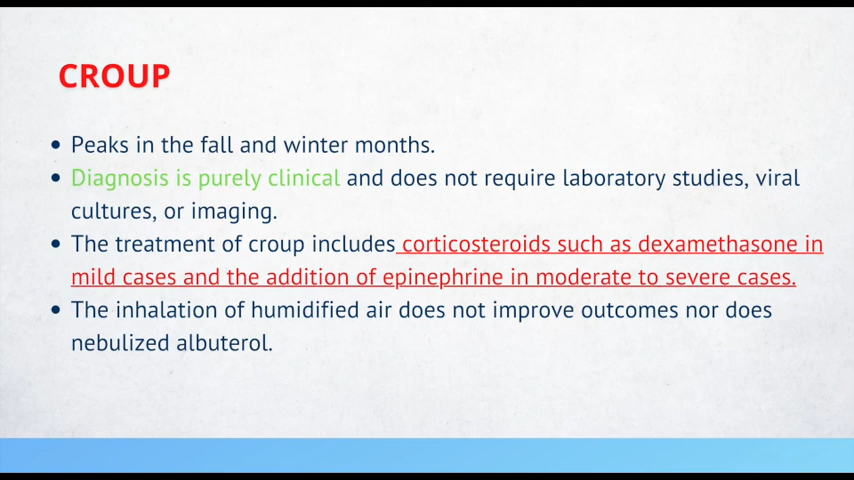 CROUP
• Peaks in the fall and winter months.
• Diagnosis is purely clinical and does not require laboratory studies, viral
cultures, or imaging.
• The treatment of croup includes corticosteroids such as dexamethasone in
mild cases and the addition of epinephrine in moderate to severe cases.
• The inhalation of humidified air does not improve outcomes nor does
nebulized albuterol.